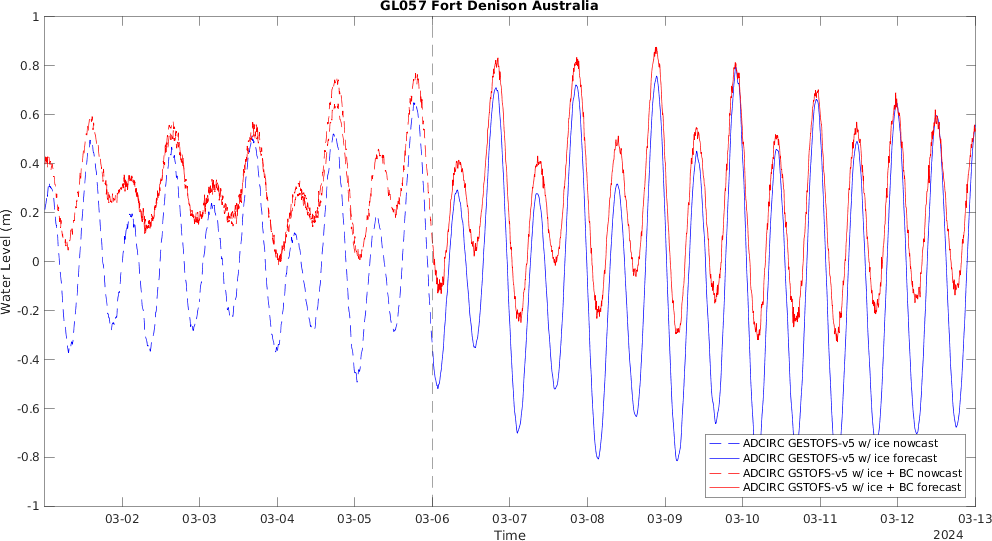 GL057 Fort Denison Australia
1
0.8
0.6
0.4
0.2
0
-0.2
-0.4
-0.6
-0.8
-1
Water Level (m)
ADCIRC GESTOFS-v5 w/ ice nowcast
ADCIRC GESTOFS-v5 w/ ice forecast
ADCIRC GSTOFS-v5 w/ ice + BC nowcast
ADCIRC GSTOFS-v5 w/ ice + BC forecast
03-02 03-03 03-04 03-05 03-06 03-07 03-08 03-09 03-10 03-11 03-12 03-13
Time
2024